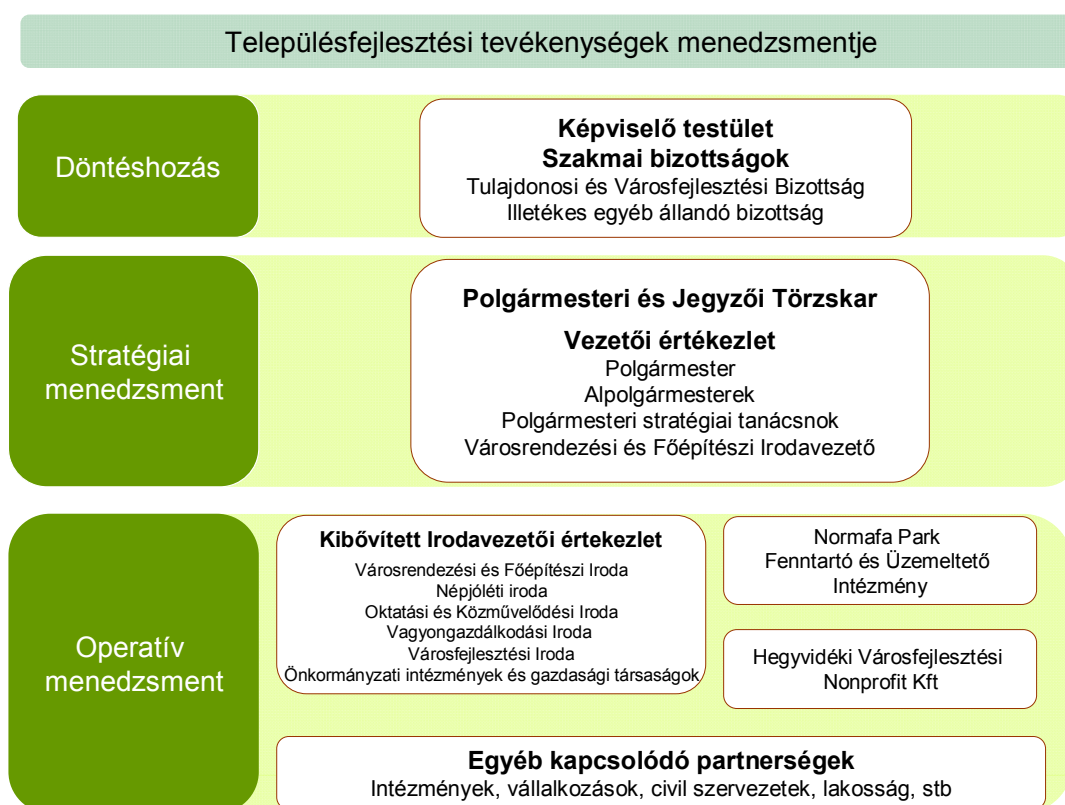 Településfejlesztési tevékenységek menedzsmentje
Döntéshozás
Képviselő testület
Szakmai bizottságok
Tulajdonosi és Városfejlesztési Bizottság
Illetékes egyéb állandó bizottság
Stratégiai
menedzsment
Polgármesteri és Jegyzői Törzskar
Vezetői értékezlet
Polgármester
Alpolgármesterek
Polgármesteri stratégiai tanácsnok
Városrendezési és Főépítészi Irodavezető
Operatív
menedzsment
Kibővített Irodavezetői értekezlet
Városrendezési és Főépítészi Iroda
Népjóléti iroda
Oktatási és Közművelődési Iroda
Vagyongazdálkodási Iroda
Városfejlesztési Iroda
Önkormányzati intézmények és gazdasági társaságok
Normafa Park
Fenntartó és Üzemeltető
Intézmény
Hegyvidéki Városfejlesztési
Nonprofit Kft
Egyéb kapcsolódó partnerségek
Intézmények, vállalkozások, civil szervezetek, lakosság, stb